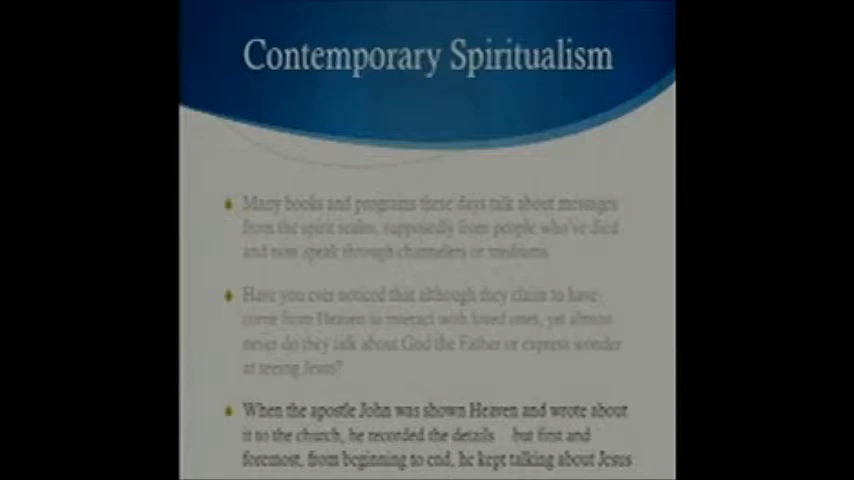 Contemporary Spiritualism
Many books and programs these days talk about messages
from the spirit realm, supposedly from people who've died
and now speak through channelers or mediums
Have you ever noticed that although they claim to have
come from Heaven to interact with loved ones, yet almost
never do they talk about God the Father or express wonder
at seeing Jesus?
When the apostle John was shown Heaven and wrote about
it to the church, he recorded the details but first and
foremost, from beginning to end, he kept talking about Jesus